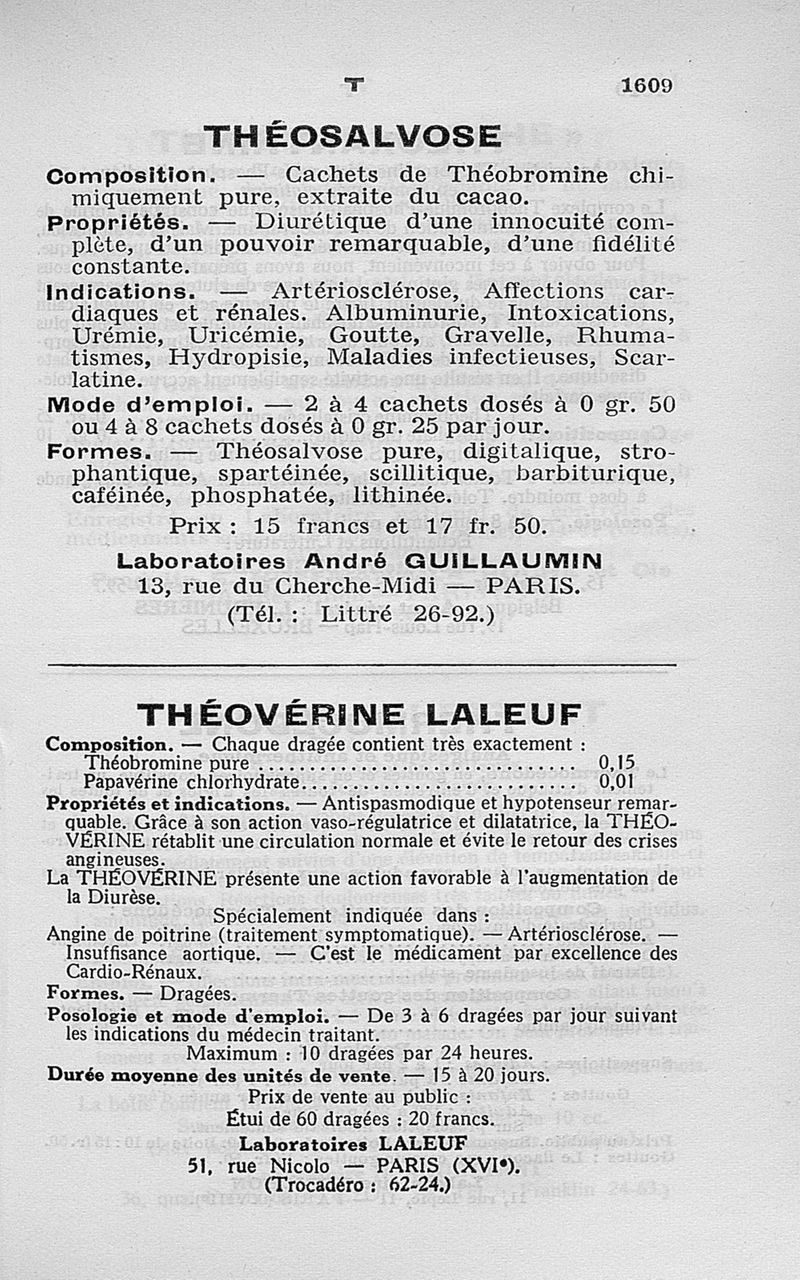 T
1609
THÉOSALVOSE
Composition. — Cachets de Théobromine chi-
miquement pure, extraite du cacao.
Propriétés. — Diurétique d'une innocuité com-
plète, d'un pouvoir remarquable, d'une fidélité
constante.
Indications. — Artériosclérose, Affections car-
diaques et rénales. Albuminurie, Intoxications,
Urémie, Uricémie, Goutte, Gravelle, Rhuma-
tismes, Hydropisie, Maladies infectieuses, Scar-
latine.
Mode d'emploi. — 2 à 4 cachets dosés à 0 gr. 50
ou 4 à 8 cachets dosés à 0 gr. 25 par jour.
Formes. — Théosalvose pure, digitalique, stro-
phantique, spartéinée, scillitique, barbiturique,
caféinée, phosphatée, lithinée.
Prix : 15 francs et 17 fr. 50.
Laboratoires André GUILLAUMIN
13, rue du Cherche-Midi — PARIS.
(Tél. : Littré 26-92.)
THÉOVÉRINE LALEUF
Composition. — Chaque dragée contient très exactement :
Théobromine pure ................................ 0,15
Papavérine chlorhydrate........................... 0,01
Propriétés et indications. — Antispasmodique et hypotenseur remar-
quable. Grâce à son action vaso-régulatrice et dilatatrice, la THÉO-
VÉRINE rétablit une circulation normale et évite le retour des crises
angineuses.
La THÉOVÉRINE présente une action favorable à l'augmentation de
la Diurèse.
Spécialement indiquée dans :
Angine de poitrine (traitement symptomatique). — Artériosclérose. —
Insuffisance aortique. — C'est le médicament par excellence des
Cardio-Rénaux.
Formes. — Dragées.
Posologie et mode d'emploi. — De 3 à 6 dragées par jour suivant
les indications du médecin traitant.
Maximum : 10 dragées par 24 heures.
Durée moyenne des unités de vente. — 15 à 20 jours.
Prix de vente au public :
Étui de 60 dragées : 20 francs.
Laboratoires LALEUF
51, rue Nicolo — PARIS (XVIe).
(Trocadéro : 62-24.)